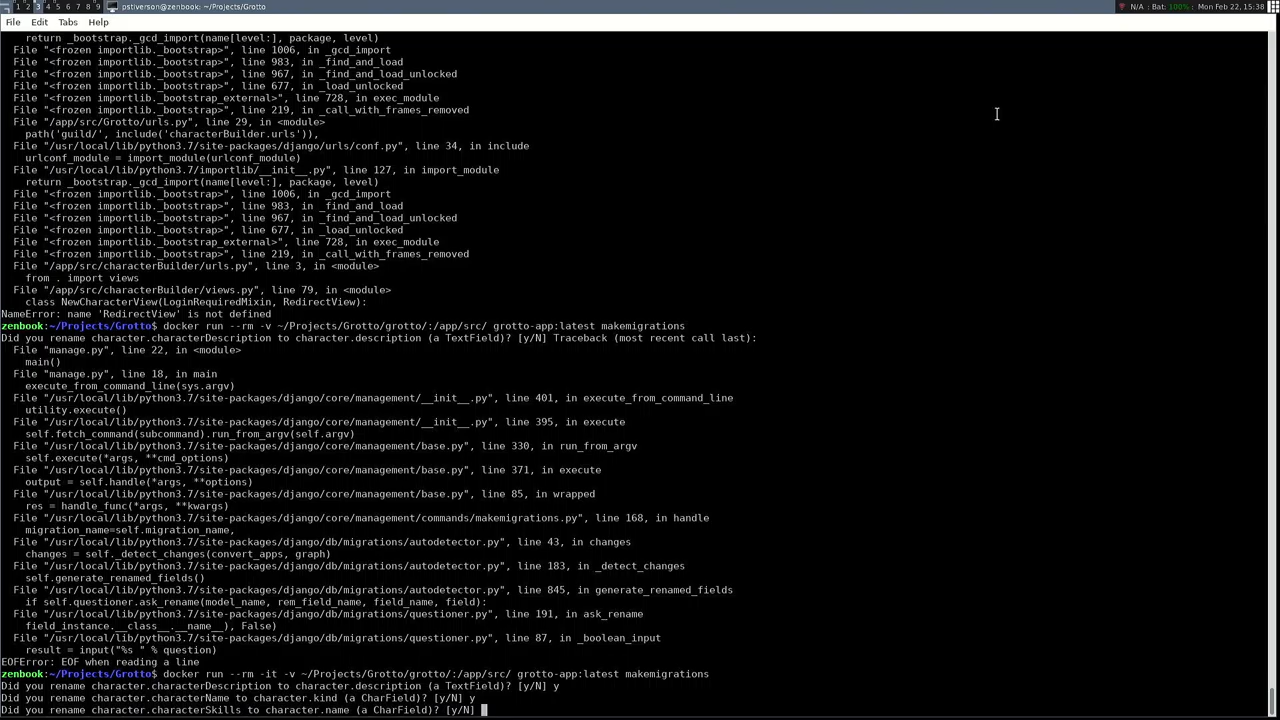 1 2 3 4 5 6 7 8 9 pstiverson@zenbook: ~/Projects/Grotto N/A : Bat: 100% : Mon Feb 22, 15:38
File Edit Tabs Help
return _bootstrap._gcd_import(name[level:], package, level)
File "<frozen importlib._bootstrap>", line 1006, in _gcd_import
File "<frozen importlib._bootstrap>", line 983, in _find_and_load
File "<frozen importlib._bootstrap>", line 967, in _find_and_load_unlocked
File "<frozen importlib._bootstrap>", line 677, in _load_unlocked
File "<frozen importlib._bootstrap_external>", line 728, in exec_module
File "<frozen importlib._bootstrap>", line 219, in _call_with_frames_removed
File "/app/src/Grotto/urls.py", line 29, in <module>
path('guild/', include('characterBuilder.urls')),
File "/usr/local/lib/python3.7/site-packages/django/urls/conf.py", line 34, in include
urlconf_module = import_module(urlconf_module)
File "/usr/local/lib/python3.7/importlib/__init__.py", line 127, in import_module
return _bootstrap._gcd_import(name[level:], package, level)
File "<frozen importlib._bootstrap>", line 1006, in _gcd_import
File "<frozen importlib._bootstrap>", line 983, in _find_and_load
File "<frozen importlib._bootstrap>", line 967, in _find_and_load_unlocked
File "<frozen importlib._bootstrap>", line 677, in _load_unlocked
File "<frozen importlib._bootstrap_external>", line 728, in exec_module
File "<frozen importlib._bootstrap>", line 219, in _call_with_frames_removed
File "/app/src/characterBuilder/urls.py", line 3, in <module>
from . import views
File "/app/src/characterBuilder/views.py", line 79, in <module>
class NewCharacterView(LoginRequiredMixin, RedirectView):
NameError: name 'RedirectView' is not defined
zenbook:~/Projects/Grotto$ docker run --rm -v ~/Projects/Grotto/grotto/:/app/src/ grotto-app:latest makemigrations
Did you rename character.characterDescription to character.description (a TextField)? [y/N] Traceback (most recent call last):
File "manage.py", line 22, in <module>
main()
File "manage.py", line 18, in main
execute_from_command_line(sys.argv)
File "/usr/local/lib/python3.7/site-packages/django/core/management/__init__.py", line 401, in execute_from_command_line
utility.execute()
File "/usr/local/lib/python3.7/site-packages/django/core/management/__init__.py", line 395, in execute
self.fetch_command(subcommand).run_from_argv(self.argv)
File "/usr/local/lib/python3.7/site-packages/django/core/management/base.py", line 330, in run_from_argv
self.execute(*args, **cmd_options)
File "/usr/local/lib/python3.7/site-packages/django/core/management/base.py", line 371, in execute
output = self.handle(*args, **options)
File "/usr/local/lib/python3.7/site-packages/django/core/management/base.py", line 85, in wrapped
res = handle_func(*args, **kwargs)
File "/usr/local/lib/python3.7/site-packages/django/core/management/commands/makemigrations.py", line 168, in handle
migration_name=self.migration_name,
File "/usr/local/lib/python3.7/site-packages/django/db/migrations/autodetector.py", line 43, in changes
changes = self._detect_changes(convert_apps, graph)
File "/usr/local/lib/python3.7/site-packages/django/db/migrations/autodetector.py", line 183, in _detect_changes
self.generate_renamed_fields()
File "/usr/local/lib/python3.7/site-packages/django/db/migrations/autodetector.py", line 845, in generate_renamed_fields
if self.questioner.ask_rename(model_name, rem_field_name, field_name, field):
File "/usr/local/lib/python3.7/site-packages/django/db/migrations/questioner.py", line 191, in ask_rename
field_instance.__class__.__name__), False)
File "/usr/local/lib/python3.7/site-packages/django/db/migrations/questioner.py", line 87, in _boolean_input
result = input("%s " % question)
EOFError: EOF when reading a line
zenbook:~/Projects/Grotto$ docker run --rm -it -v ~/Projects/Grotto/grotto/:/app/src/ grotto-app:latest makemigrations
Did you rename character.characterDescription to character.description (a TextField)? [y/N] y
Did you rename character.characterName to character.kind (a CharField)? [y/N] y
Did you rename character.characterSkills to character.name (a CharField)? [y/N]